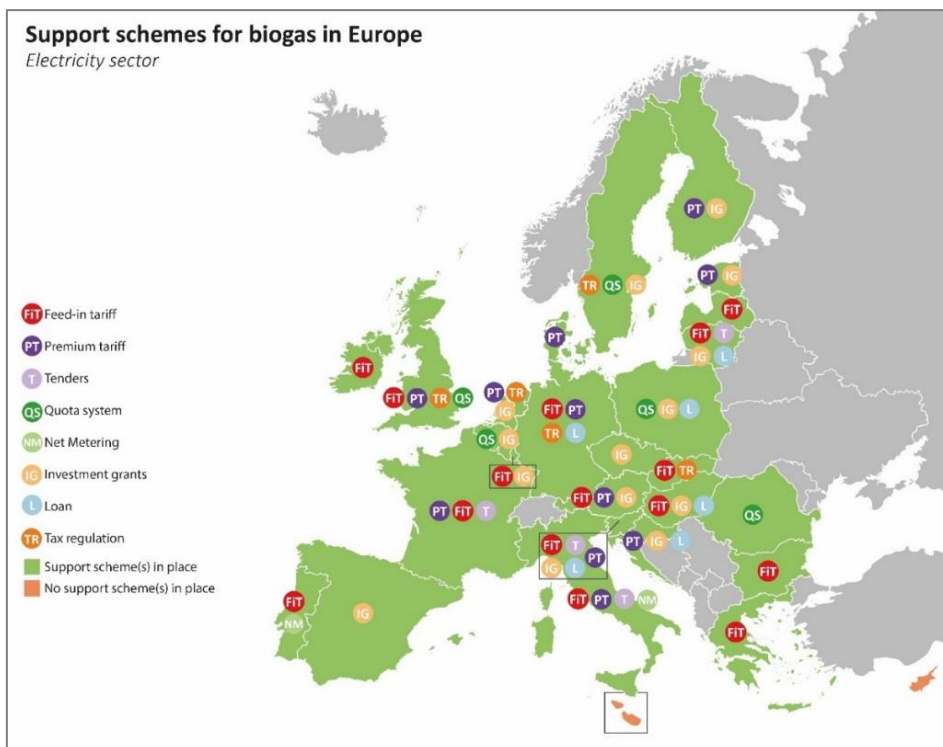 Support schemes for biogas in Europe
Electricity sector
PT IG
PT IG
TR QS IG
FiT
FiT T
IG L
PT
FiT Feed-in tariff
PT Premium tariff
T Tenders
QS Quota system
NM Net Metering
IG Investment grants
L Loan
TR Tax regulation
Support scheme(s) in place
No support scheme(s) in place
FiT
FiT PT TR QS
PT TR
IG
FiT PT
TR L
QS IG L
QS IG
IG
FiT IG
FiT TR
FiT PT IG
FiT IG L
PT FiT T
QS
FiT T
PT
IG L
PT IG L
FiT
FiT PT T NM
FiT
NM
IG
FiT